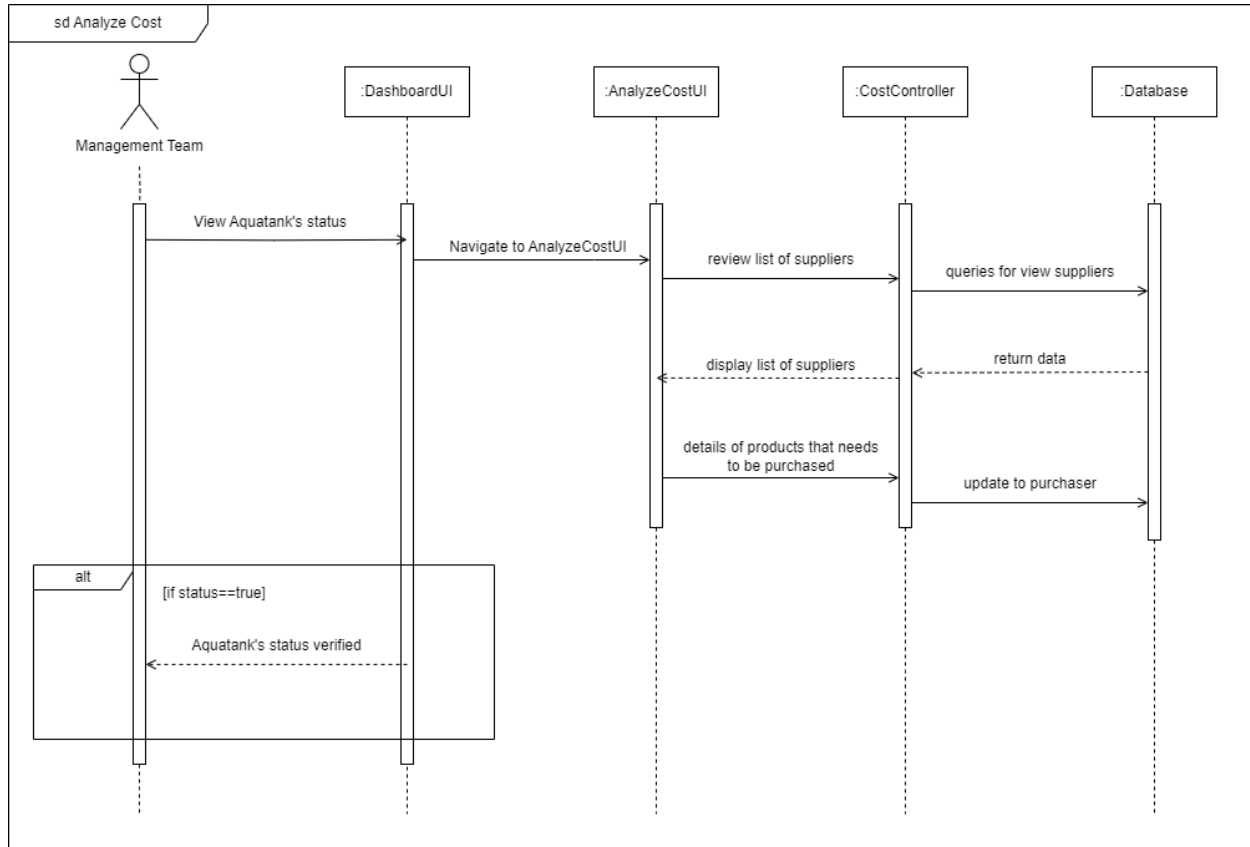 sd Analyze Cost
Management Team
:DashboardUI
:AnalyzeCostUI
:CostController
:Database
View Aquatank's status
Navigate to AnalyzeCostUI
review list of suppliers
queries for view suppliers
return data
display list of suppliers
details of products that needs
to be purchased
update to purchaser
alt
[if status==true]
Aquatank's status verified